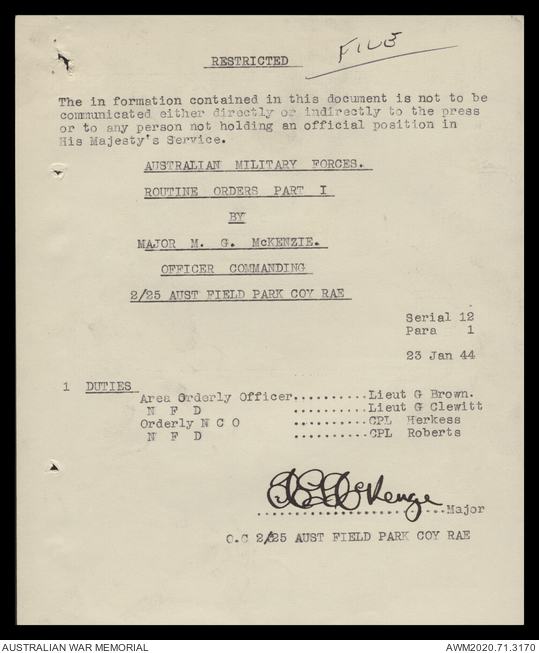 FILE
RESTRICTED
The in formation contained in this document is not to be
communicated either directly or indirectly to the press
or to any person not holding an official position in
His Majesty's Service.
AUSTRALIAN MILITARY FORCES.
ROUTINE ORDERS PART I
BY
MAJOR M. G. McKENZIE.
OFFICER COMMANDING
2/25 AUST FIELD PARK COY RAE
Serial 12
Para 1
23 Jan 44
1 DUTIES
Area Orderly Officer..........Lieut G Brown.
N F D ..........Lieut G Clewitt
Orderly N C O ..........CPL Herkess
N F D ..........CPL Roberts
McKenzie
........................Major
O.C 2/25 AUST FIELD PARK COY RAE
AUSTRALIAN WAR MEMORIAL
AWM2020.71.3170